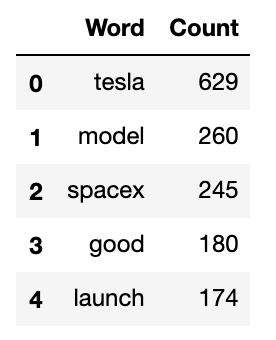 Word Count
0 tesla 629
1 model 260
2 spacex 245
3 good 180
4 launch 174